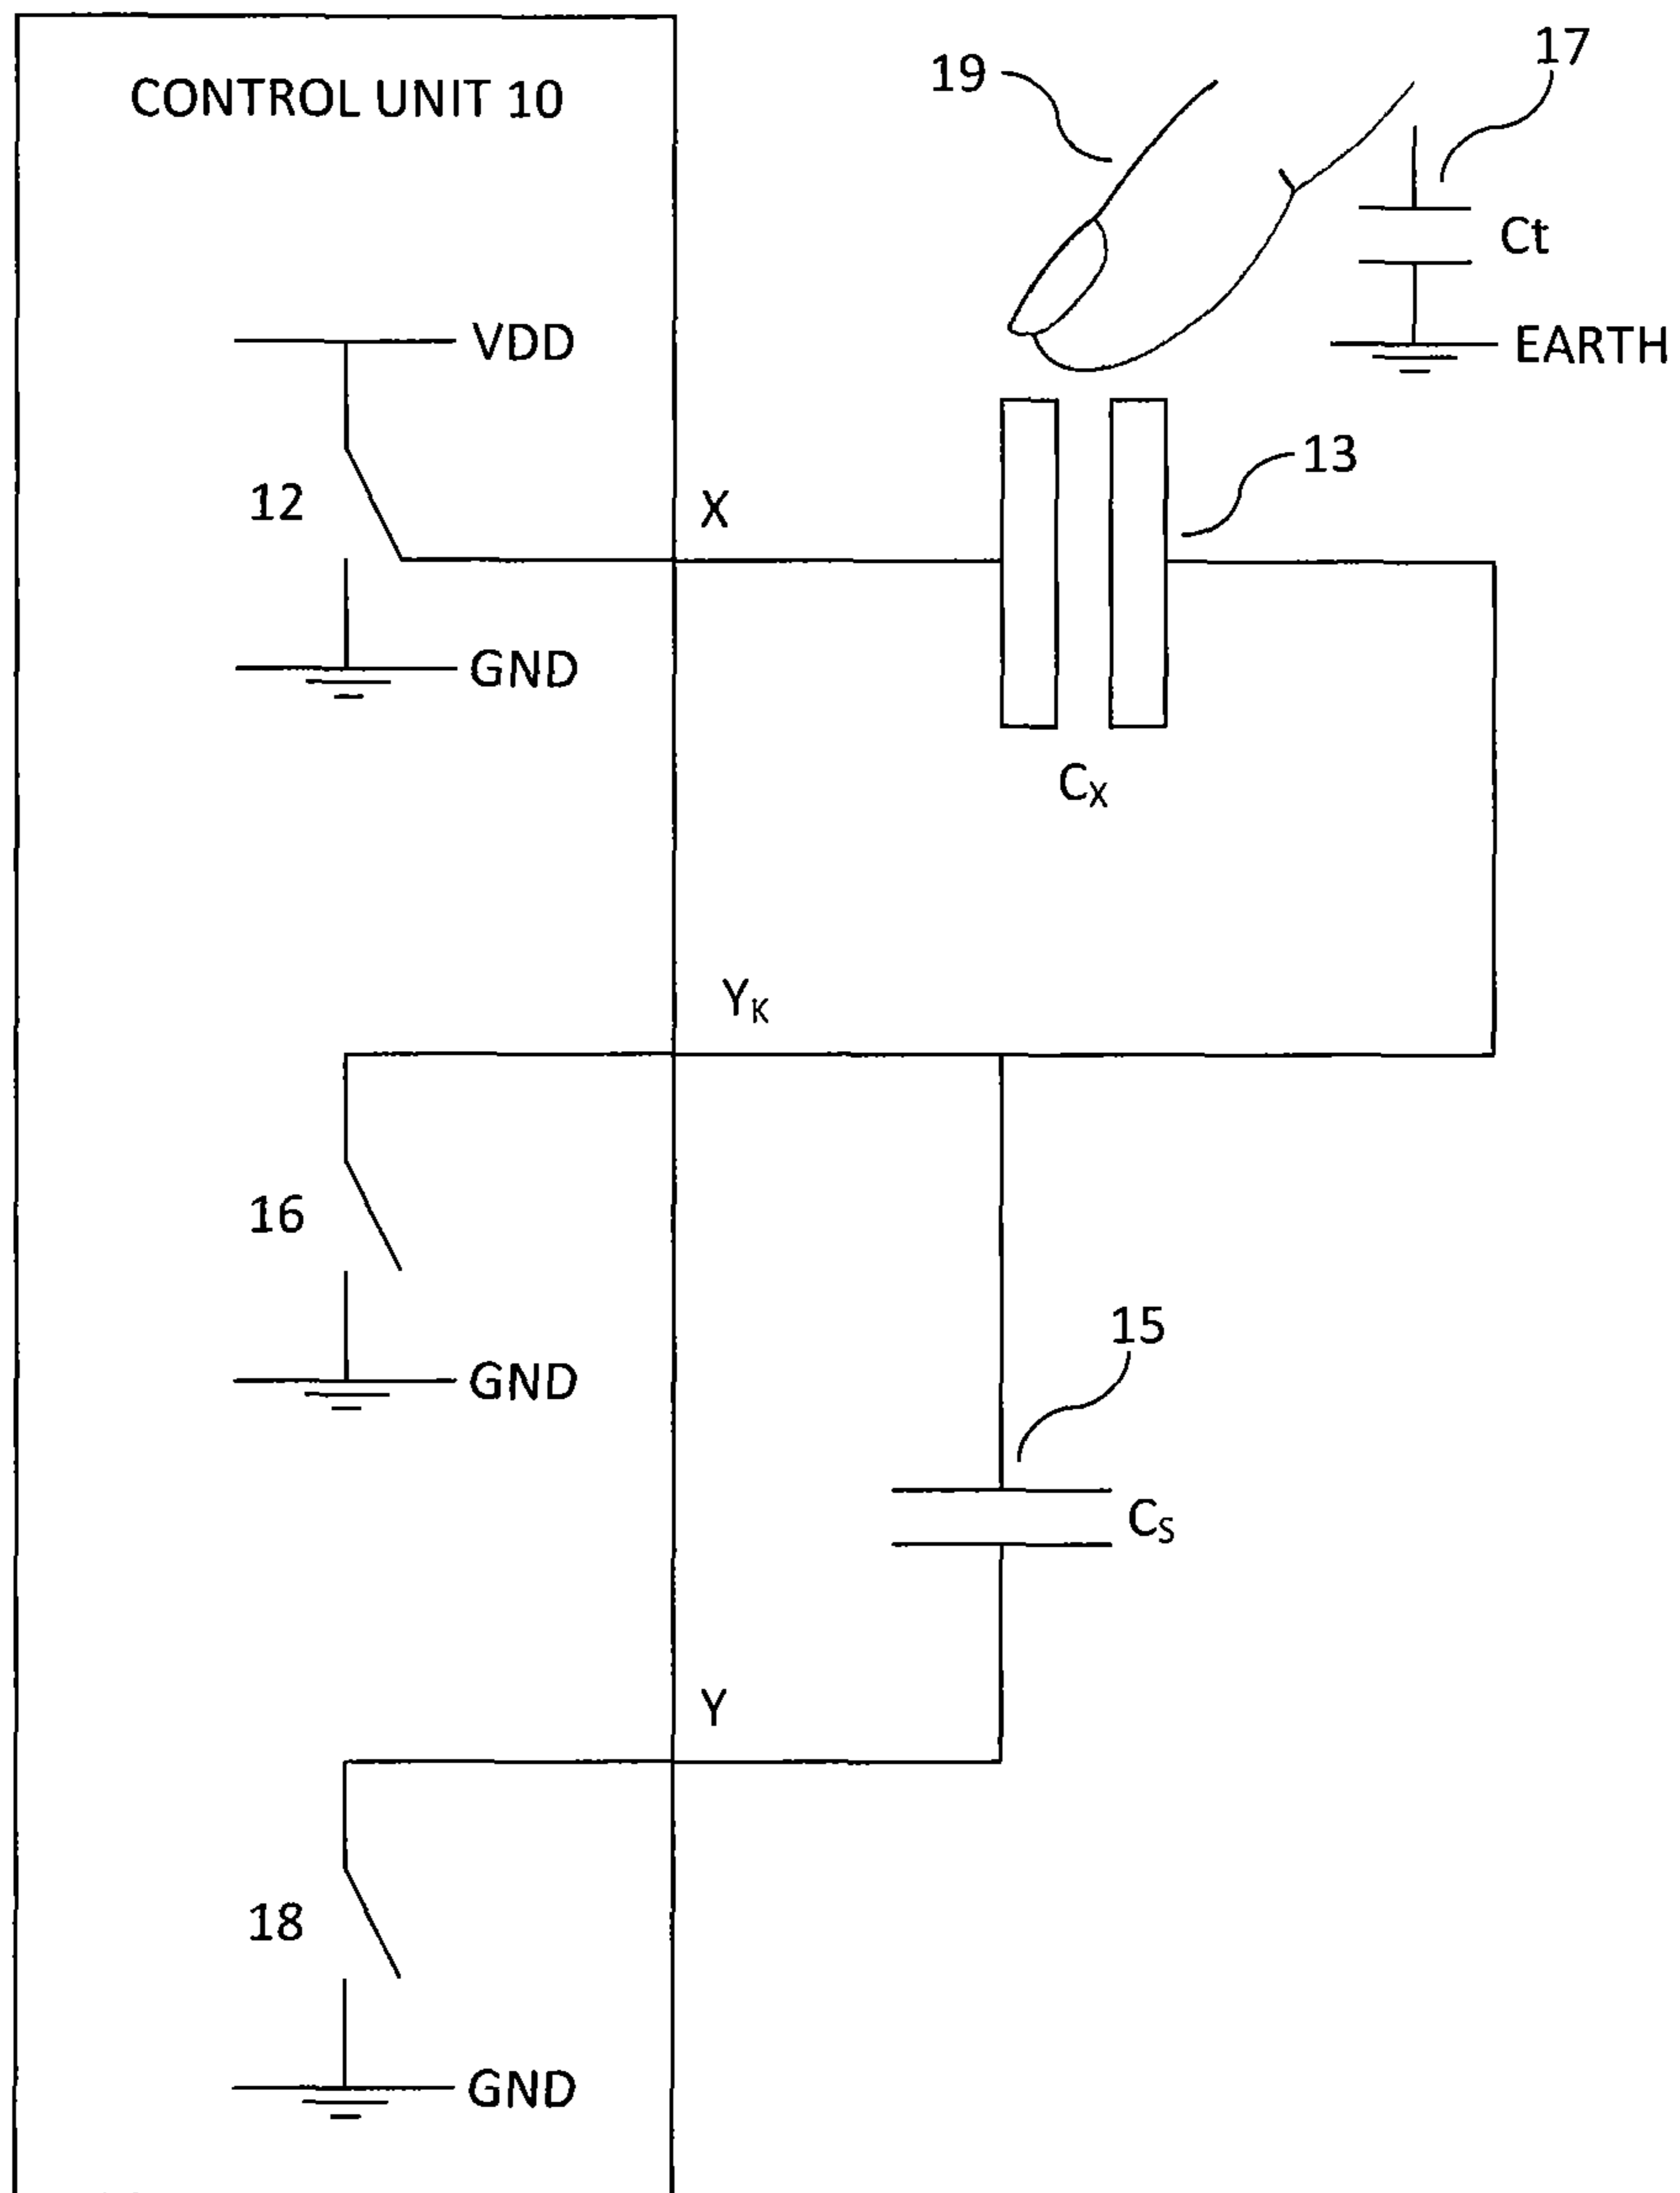 CONTROL UNIT 10
19
17
Ct
VDD
EARTH
13
12
X
GND
Cₓ
Yₖ
16
15
GND
Cₛ
Y
18
GND